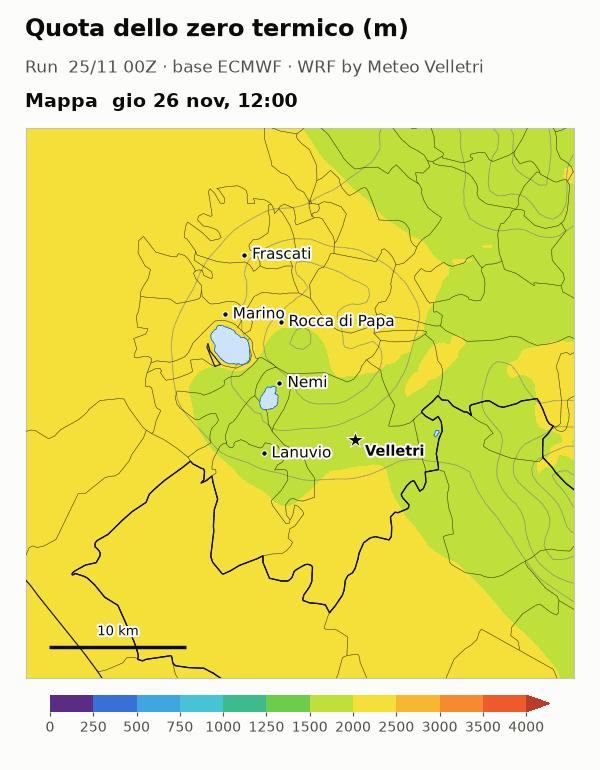 Quota dello zero termico (m)
Run 25/11 00Z · base ECMWF · WRF by Meteo Velletri
Mappa gio 26 nov, 12:00
Frascati
Marino
Rocca di Papa
Nemi
Velletri
Lanuvio
10 km
0 250 500 750 1000 1250 1500 2000 2500 3000 3500 4000